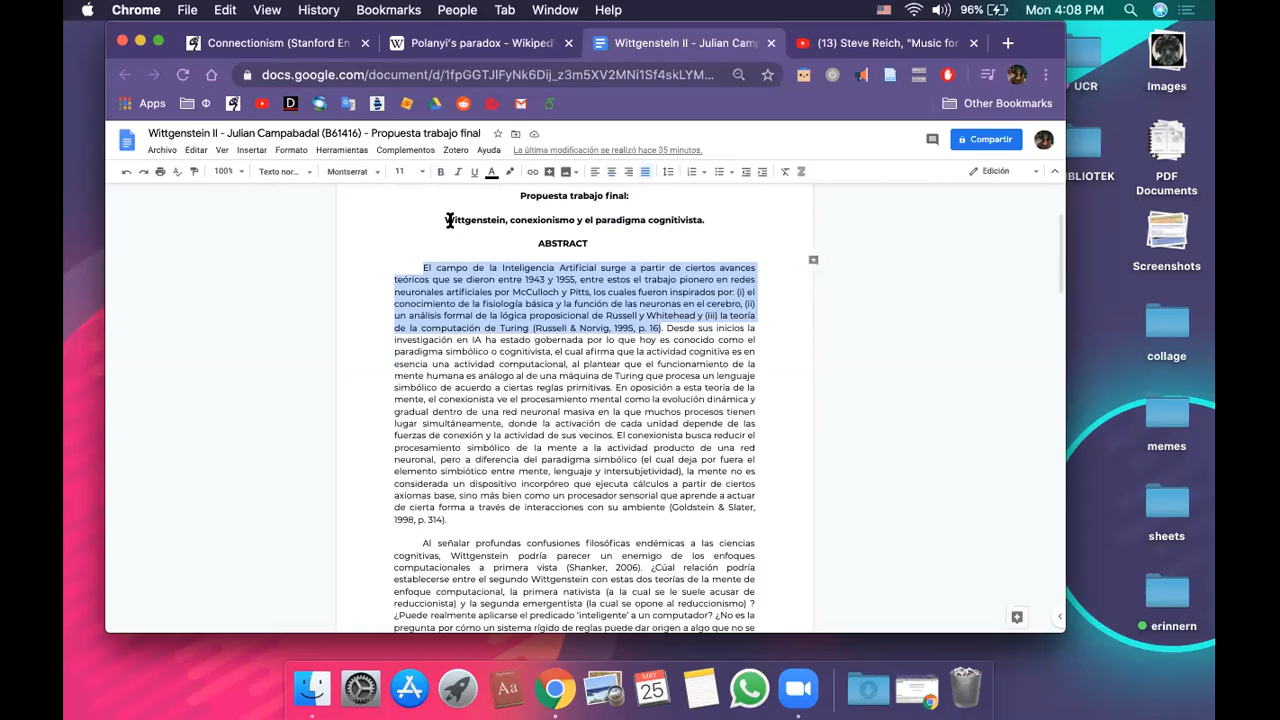 Chrome File Edit View History Bookmarks People Tab Window Help 96% Mon 4:08 PM
Connectionism (Stanford En × Polanyi's paradox - Wikiped × Wittgenstein II - Julian Cam × (13) Steve Reich, "Music for ×
docs.google.com/document/d/1fpGGTJlFyNk6Dij_z3m5XV2MNi1Sf4skLYM...
Apps Φ Other Bookmarks
Wittgenstein II - Julian Campabadal (B61416) - Propuesta trabajo final
Archivo Editar Ver Insertar Formato Herramientas Complementos Zotero Ayuda La última modificación se realizó hace 35 minutos.
Compartir
100% Texto nor... Montserrat 11 B I U A Edición
Propuesta trabajo final:
Wittgenstein, conexionismo y el paradigma cognitivista.
ABSTRACT
El campo de la Inteligencia Artificial surge a partir de ciertos avances
teóricos que se dieron entre 1943 y 1955, entre estos el trabajo pionero en redes
neuronales artificiales por McCulloch y Pitts, los cuales fueron inspirados por: (i) el
conocimiento de la fisiología básica y la función de las neuronas en el cerebro, (ii)
un análisis formal de la lógica proposicional de Russell y Whitehead y (iii) la teoría
de la computación de Turing (Russell & Norvig, 1995, p. 16). Desde sus inicios la
investigación en IA ha estado gobernada por lo que hoy es conocido como el
paradigma simbólico o cognitivista, el cual afirma que la actividad cognitiva es en
esencia una actividad computacional, al plantear que el funcionamiento de la
mente humana es análogo al de una máquina de Turing que procesa un lenguaje
simbólico de acuerdo a ciertas reglas primitivas. En oposición a esta teoría de la
mente, el conexionista ve el procesamiento mental como la evolución dinámica y
gradual dentro de una red neuronal masiva en la que muchos procesos tienen
lugar simultáneamente, donde la activación de cada unidad depende de las
fuerzas de conexión y la actividad de sus vecinos. El conexionista busca reducir el
procesamiento simbólico de la mente a la actividad producto de una red
neuronal, pero a diferencia del paradigma simbólico (el cual deja por fuera el
elemento simbiótico entre mente, lenguaje y intersubjetividad), la mente no es
considerada un dispositivo incorpóreo que ejecuta cálculos a partir de ciertos
axiomas base, sino más bien como un procesador sensorial que aprende a actuar
de cierta forma a través de interacciones con su ambiente (Goldstein & Slater,
1998, p. 314).
Al señalar profundas confusiones filosóficas endémicas a las ciencias
cognitivas, Wittgenstein podría parecer un enemigo de los enfoques
computacionales a primera vista (Shanker, 2006). ¿Cúal relación podría
establecerse entre el segundo Wittgenstein con estas dos teorías de la mente de
enfoque computacional, la primera nativista (a la cual se le suele acusar de
reduccionista) y la segunda emergentista (la cual se opone al reduccionismo) ?
¿Puede realmente aplicarse el predicado 'inteligente' a un computador? ¿No es la
pregunta por cómo un sistema rígido de reglas puede dar origen a algo que no se
UCR
Images
BIBLIOTEK
PDF
Documents
Screenshots
collage
memes
sheets
erinnern
Aa
MAY
25